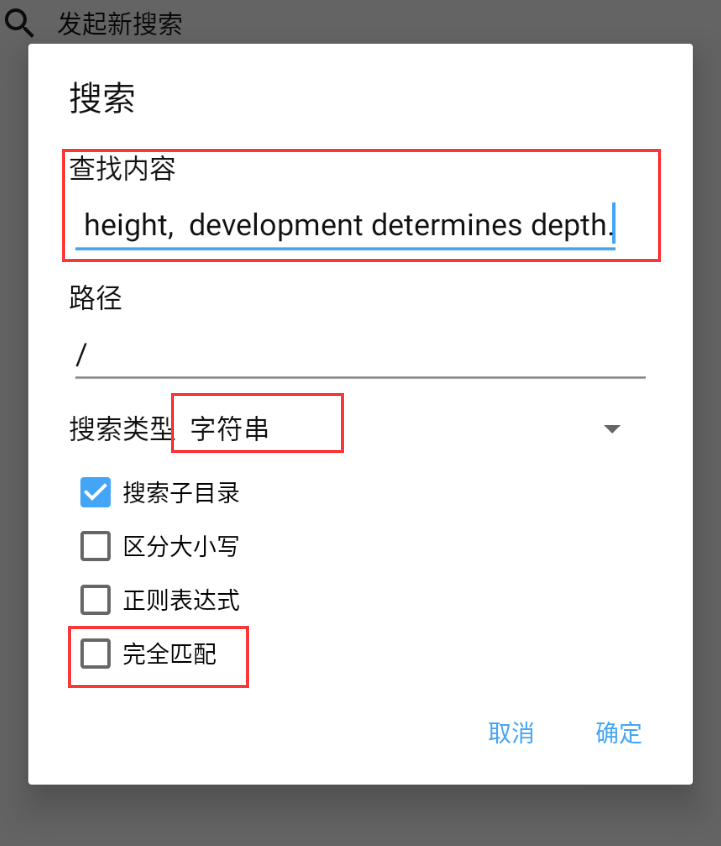 发起新搜索
搜索
查找内容
height,  development determines depth.
路径
/
搜索类型 字符串
搜索子目录
区分大小写
正则表达式
完全匹配
取消 确定